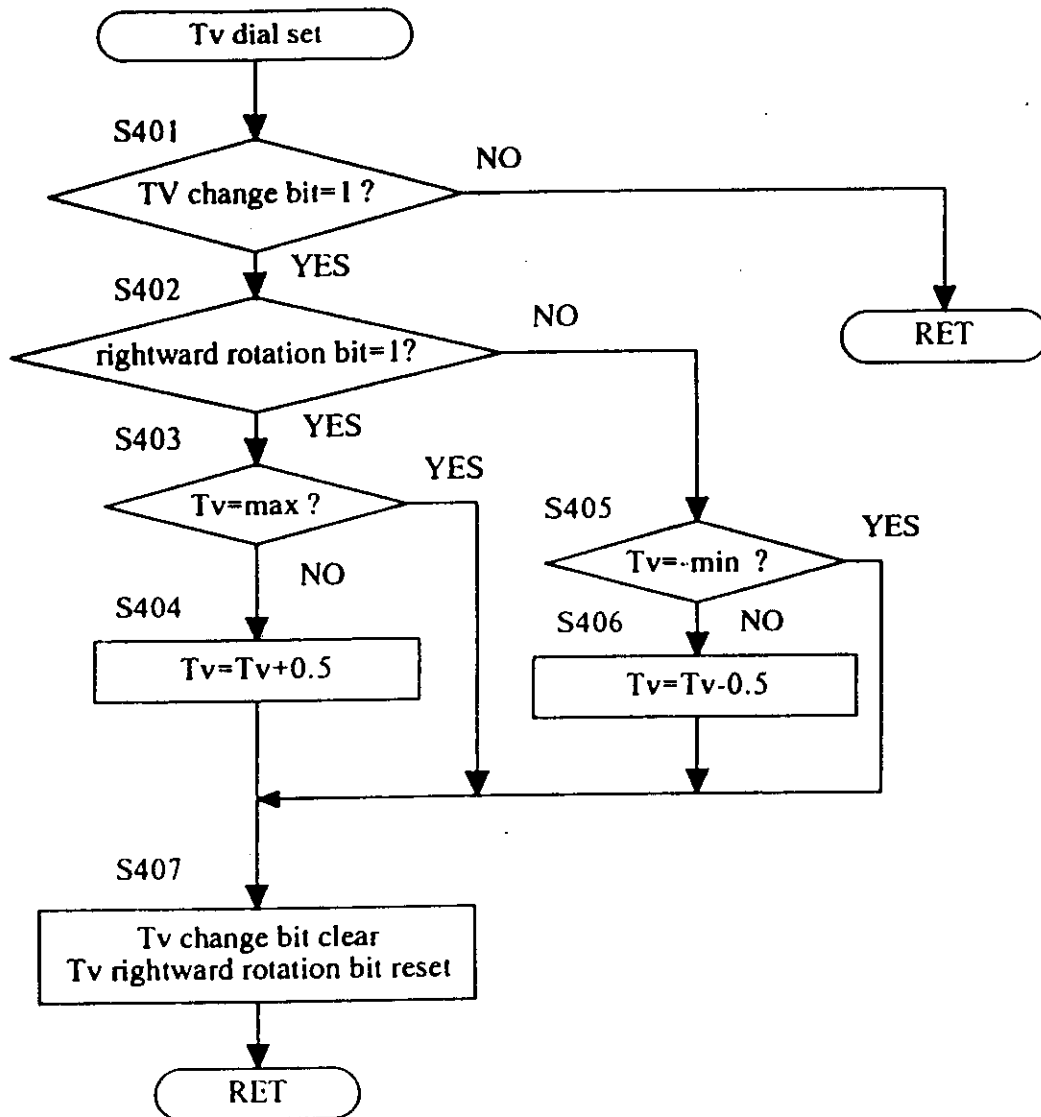 Tv dial set
S401
NO
TV change bit=1 ?
YES
S402
NO
rightward rotation bit=1?
RET
YES
S403
YES
Tv=max ?
S405
YES
Tv=-min ?
NO
S404
S406
NO
Tv=Tv+0.5
Tv=Tv-0.5
S407
Tv change bit clear
Tv rightward rotation bit reset
RET